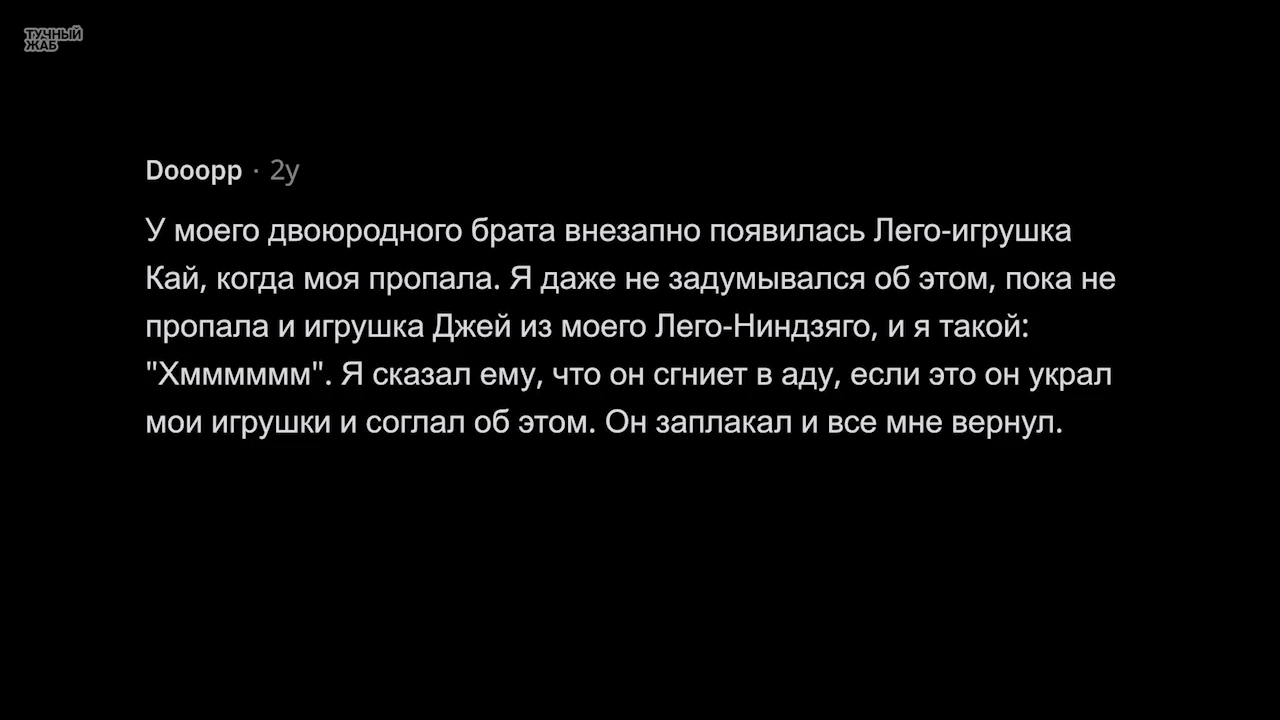 ТУЧНЫЙ
ЖАБ
Dooopp · 2y
У моего двоюродного брата внезапно появилась Лего-игрушка
Кай, когда моя пропала. Я даже не задумывался об этом, пока не
пропала и игрушка Джей из моего Лего-Ниндзяго, и я такой:
"Хмммммм". Я сказал ему, что он сгниет в аду, если это он украл
мои игрушки и соглал об этом. Он заплакал и все мне вернул.